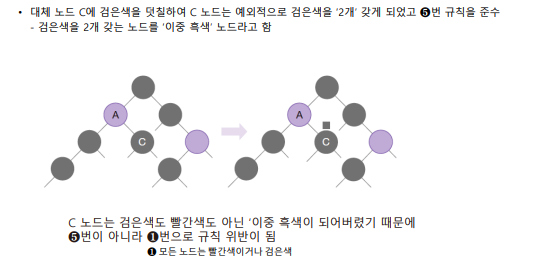 • 대체 노드 C에 검은색을 덧칠하여 C 노드는 예외적으로 검은색을 '2개' 갖게 되었고 ❺번 규칙을 준수
- 검은색을 2개 갖는 노드를 '이중 흑색' 노드라고 함
A
C
A
C
C 노드는 검은색도 빨간색도 아닌 '이중 흑색이 되어버렸기 때문에
❺번이 아니라 ❶번으로 규칙 위반이 됨
❶ 모든 노드는 빨간색이거나 검은색